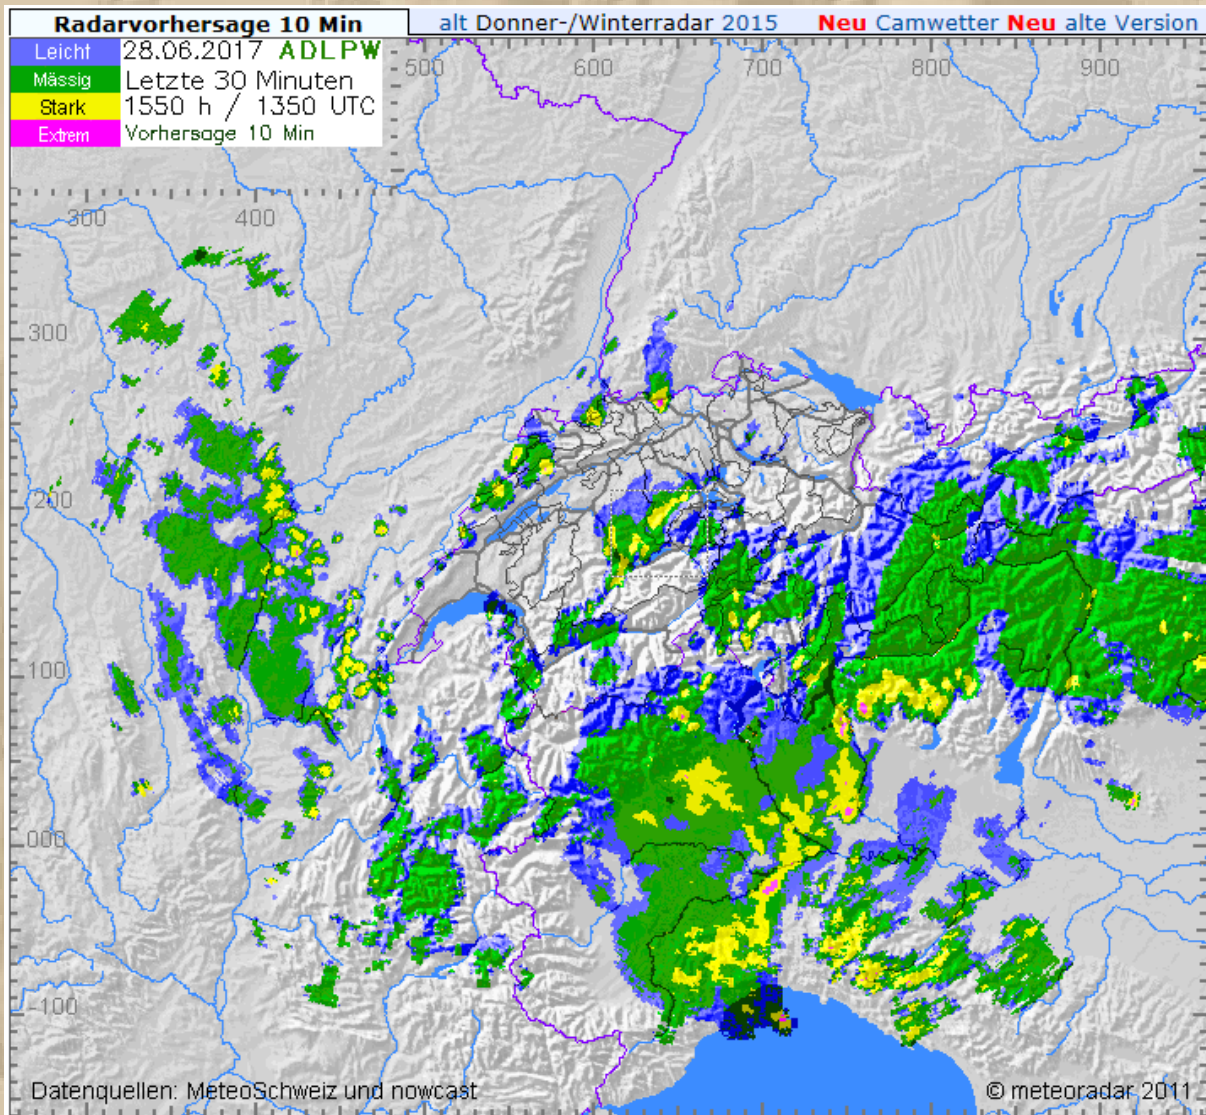 Radarvorhersage 10 Min alt Donner-/Winterradar 2015 Neu Camwetter Neu alte Version
Leicht 28.06.2017 ADLPW
Mässig Letzte 30 Minuten
Stark 1550 h / 1350 UTC
Extrem Vorhersage 10 Min
500 600 700 800 900
300 400
300
200
100
000
-100
Datenquellen: MeteoSchweiz und nowcast © meteoradar 2011